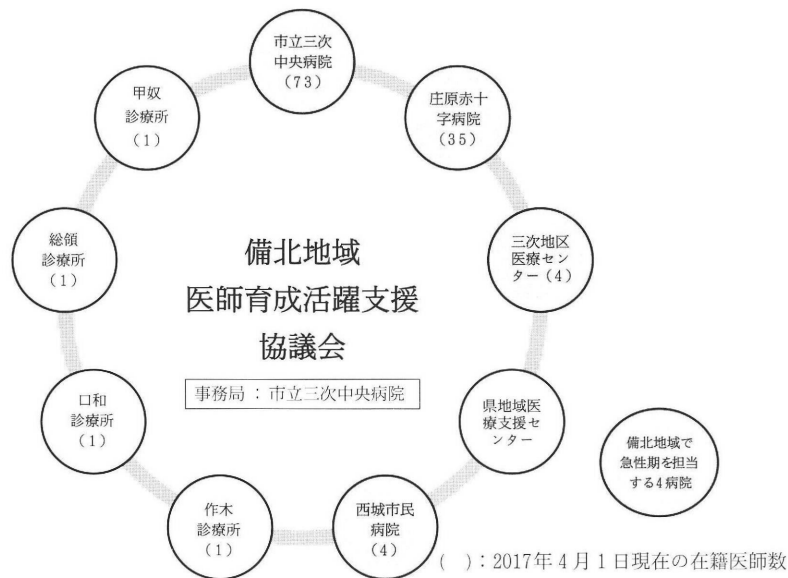 市立三次
中央病院
(73)
庄原赤十
字病院
(35)
三次地区
医療セン
ター(4)
県地域医
療支援セ
ンター
西城市民
病院
(4)
作木
診療所
(1)
口和
診療所
(1)
総領
診療所
(1)
甲奴
診療所
(1)
備北地域
医師育成活躍支援
協議会
事務局：市立三次中央病院
備北地域で
急性期を担当
する4病院
( )：2017年4月1日現在の在籍医師数